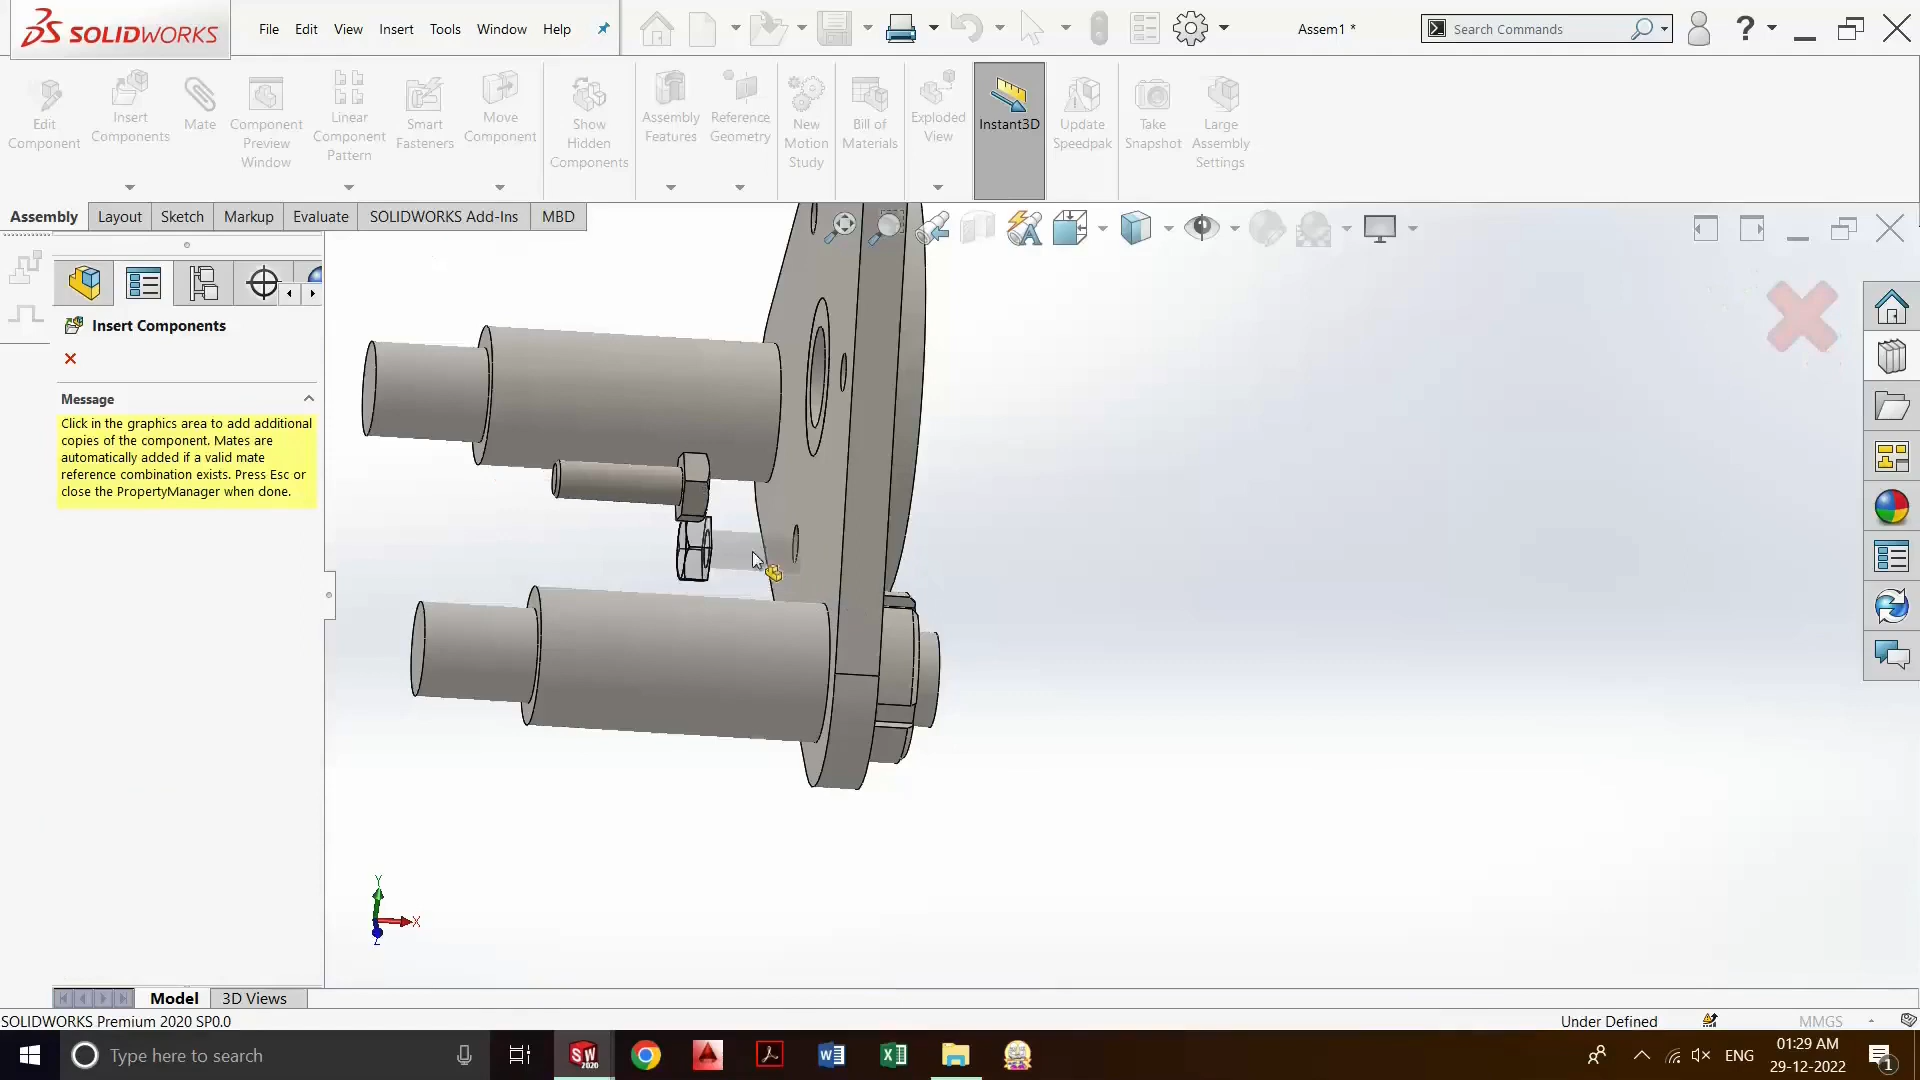 SOLIDWORKS
File
Edit
View
Insert
Tools
Window
Help
Assem1 *
Search Commands
?
Edit
Component
Insert
Components
Mate
Component
Preview
Window
Linear
Component
Pattern
Smart
Fasteners
Move
Component
Show
Hidden
Components
Assembly
Features
Reference
Geometry
New
Motion
Study
Bill of
Materials
Exploded
View
Instant3D
Update
Speedpak
Take
Snapshot
Large
Assembly
Settings
Assembly
Layout
Sketch
Markup
Evaluate
SOLIDWORKS Add-Ins
MBD
Insert Components
Message
Click in the graphics area to add additional
copies of the component. Mates are
automatically added if a valid mate
reference combination exists. Press Esc or
close the PropertyManager when done.
Y
X
Z
Model
3D Views
SOLIDWORKS Premium 2020 SP0.0
Under Defined
MMGS
Type here to search
SW
2020
ENG
01:29 AM
29-12-2022
1